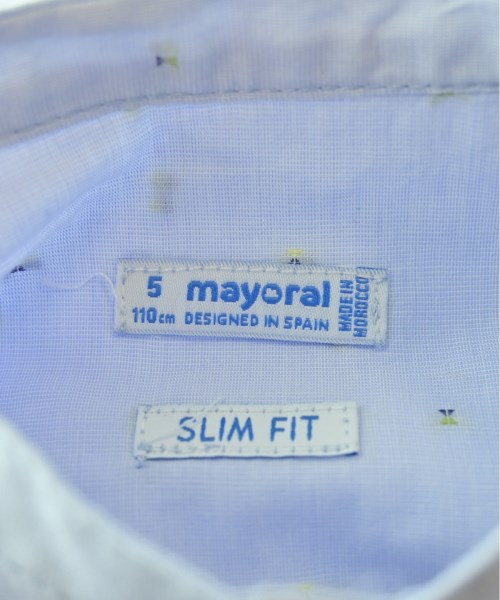 5 mayoral
110cm DESIGNED IN SPAIN
MADE IN
MOROCCO
SLIM FIT